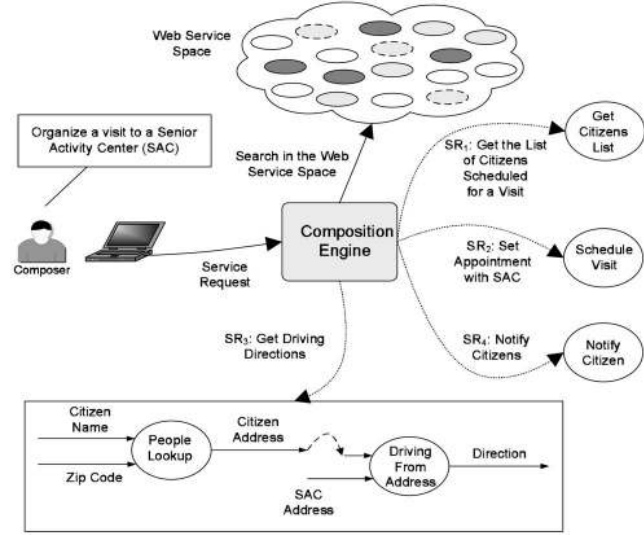 Web Service
Space
Organize a visit to a Senior
Activity Center (SAC)
Search in the Web
Service Space
SR1: Get the List
of Citizens
Scheduled
for a Visit
Get
Citizens
List
Composition
Engine
Composer
Service
Request
SR2: Set
Appointment
with SAC
Schedule
Visit
SR3: Get Driving
Directions
SR4: Notify
Citizens
Notify
Citizen
Citizen
Name
People
Lookup
Zip Code
Citizen
Address
SAC
Address
Driving
From
Address
Direction